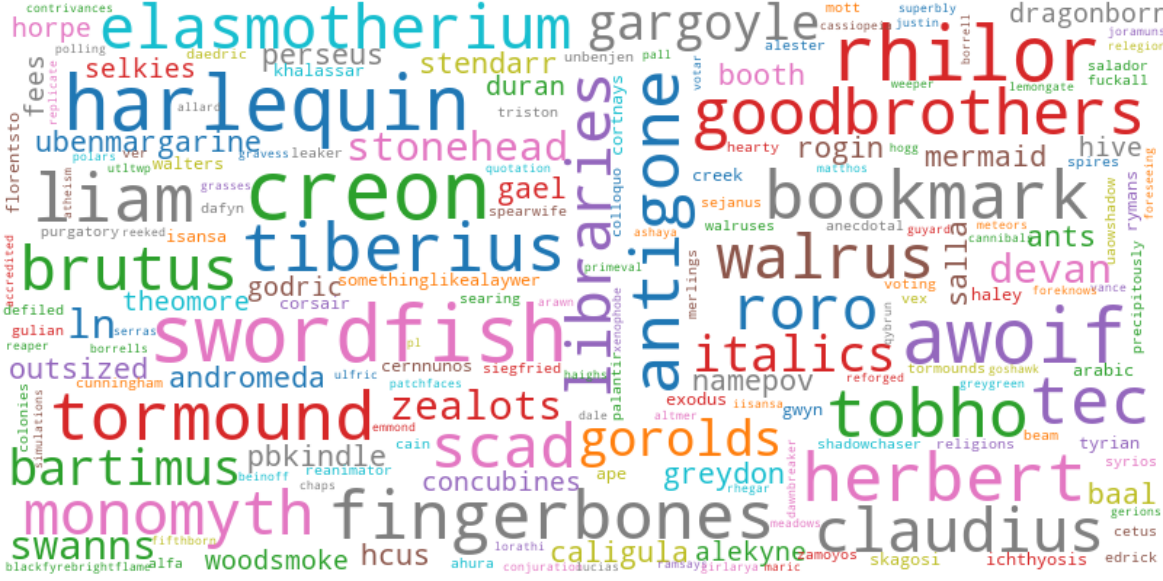 contrivances
horpe
elasmotherium
gargoyle
mott
superbly
cassiopeia
justin
dragonborr
joramuns
relegion
polling
daedric
perseus
stendarr
unbenjen
pall
alester
borrell
rhilor
fees
replicate
selkies
khalassar
duran
votar
booth
weeper
lemongate
salador
fuckall
harlequin
allard
triston
libraries
cortnays
antigone
goodbrothers
florentsto
ubenmargarine
gravess
leaker
stonehead
hearty
rogin
hogg
mermaid
hive
spires
polars
ver
utltwp
walters
quotation
matthos
foreseeing
atheism
liam
grasses
dafyn
creon
gael
spearwife
colloquo
creek
sejanus
bookmark
uaowshadow
rymans
purgatory
reeked
isansa
ashaya
walruses
anecdotal
guyard
meteors
cannibals
ants
accredited
brutus
tiberius
primeval
merlings
walrus
salla
devan
precipitously
theomore
godric
somethinglikealaywer
corsair
searing
arawn
voting
vex
haley
foreknows
vance
defiled
gulian
reaper
ln
serras
borrells
swordfish
pl
xenophobe
roro
qybrun
awoif
outsized
cunningham
andromeda
ulfric
cernnunos
siegfried
patchfaces
haighs
palantir
italics
namepov
reforged
tormounds
goshawk
greygreen
arabic
colonies
simulations
tormund
emmond
zealots
dale
altmer
exodus
iisansa
gwyn
tobho
tec
beam
bartimus
pbkindle
cain
scad
gorolds
shadowchaser
religions
tyrian
beinoff
reanimator
chaps
concubines
ape
greydon
rhegar
dawnbreaker
herbert
syrios
baal
gerions
monomyth
fingerbones
meadows
claudius
cetus
swanns
fifthborn
blackfyrebrightflame
alfa
woodsmoke
hcus
ahura
lorathi
conjuration
lucias
caligula
ramsays
alekyne
girlarya
maric
zamoyos
skagosi
ichthyosis
edrick